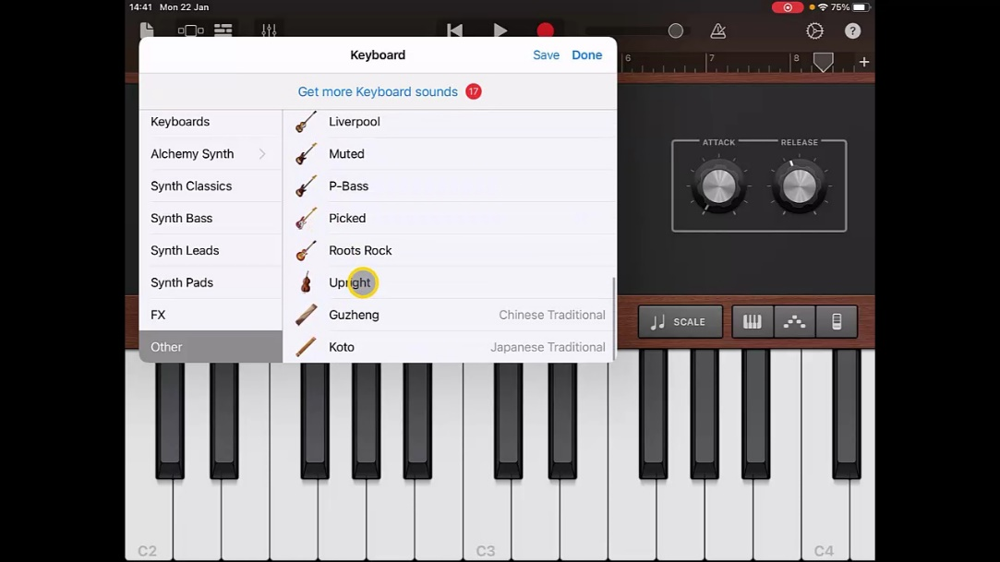 14:41 Mon 22 Jan
75%
?
Keyboard Save Done
6 7 8 +
Get more Keyboard sounds 17
Keyboards
Alchemy Synth
Synth Classics
Synth Bass
Synth Leads
Synth Pads
FX
Other
Liverpool
Muted
P-Bass
Picked
Roots Rock
Upright
Guzheng Chinese Traditional
Koto Japanese Traditional
ATTACK RELEASE
SCALE
C2 C3 C4